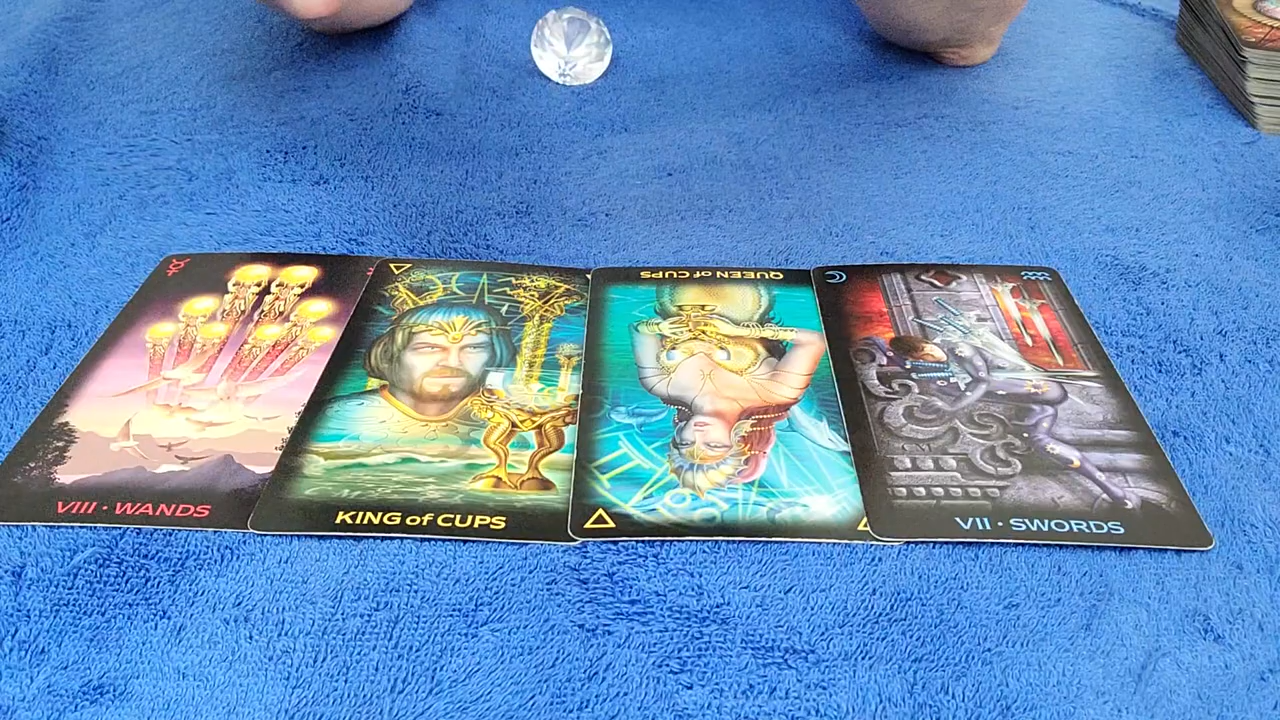 VIII · WANDS
KING of CUPS
QUEEN of CUPS
VII · SWORDS